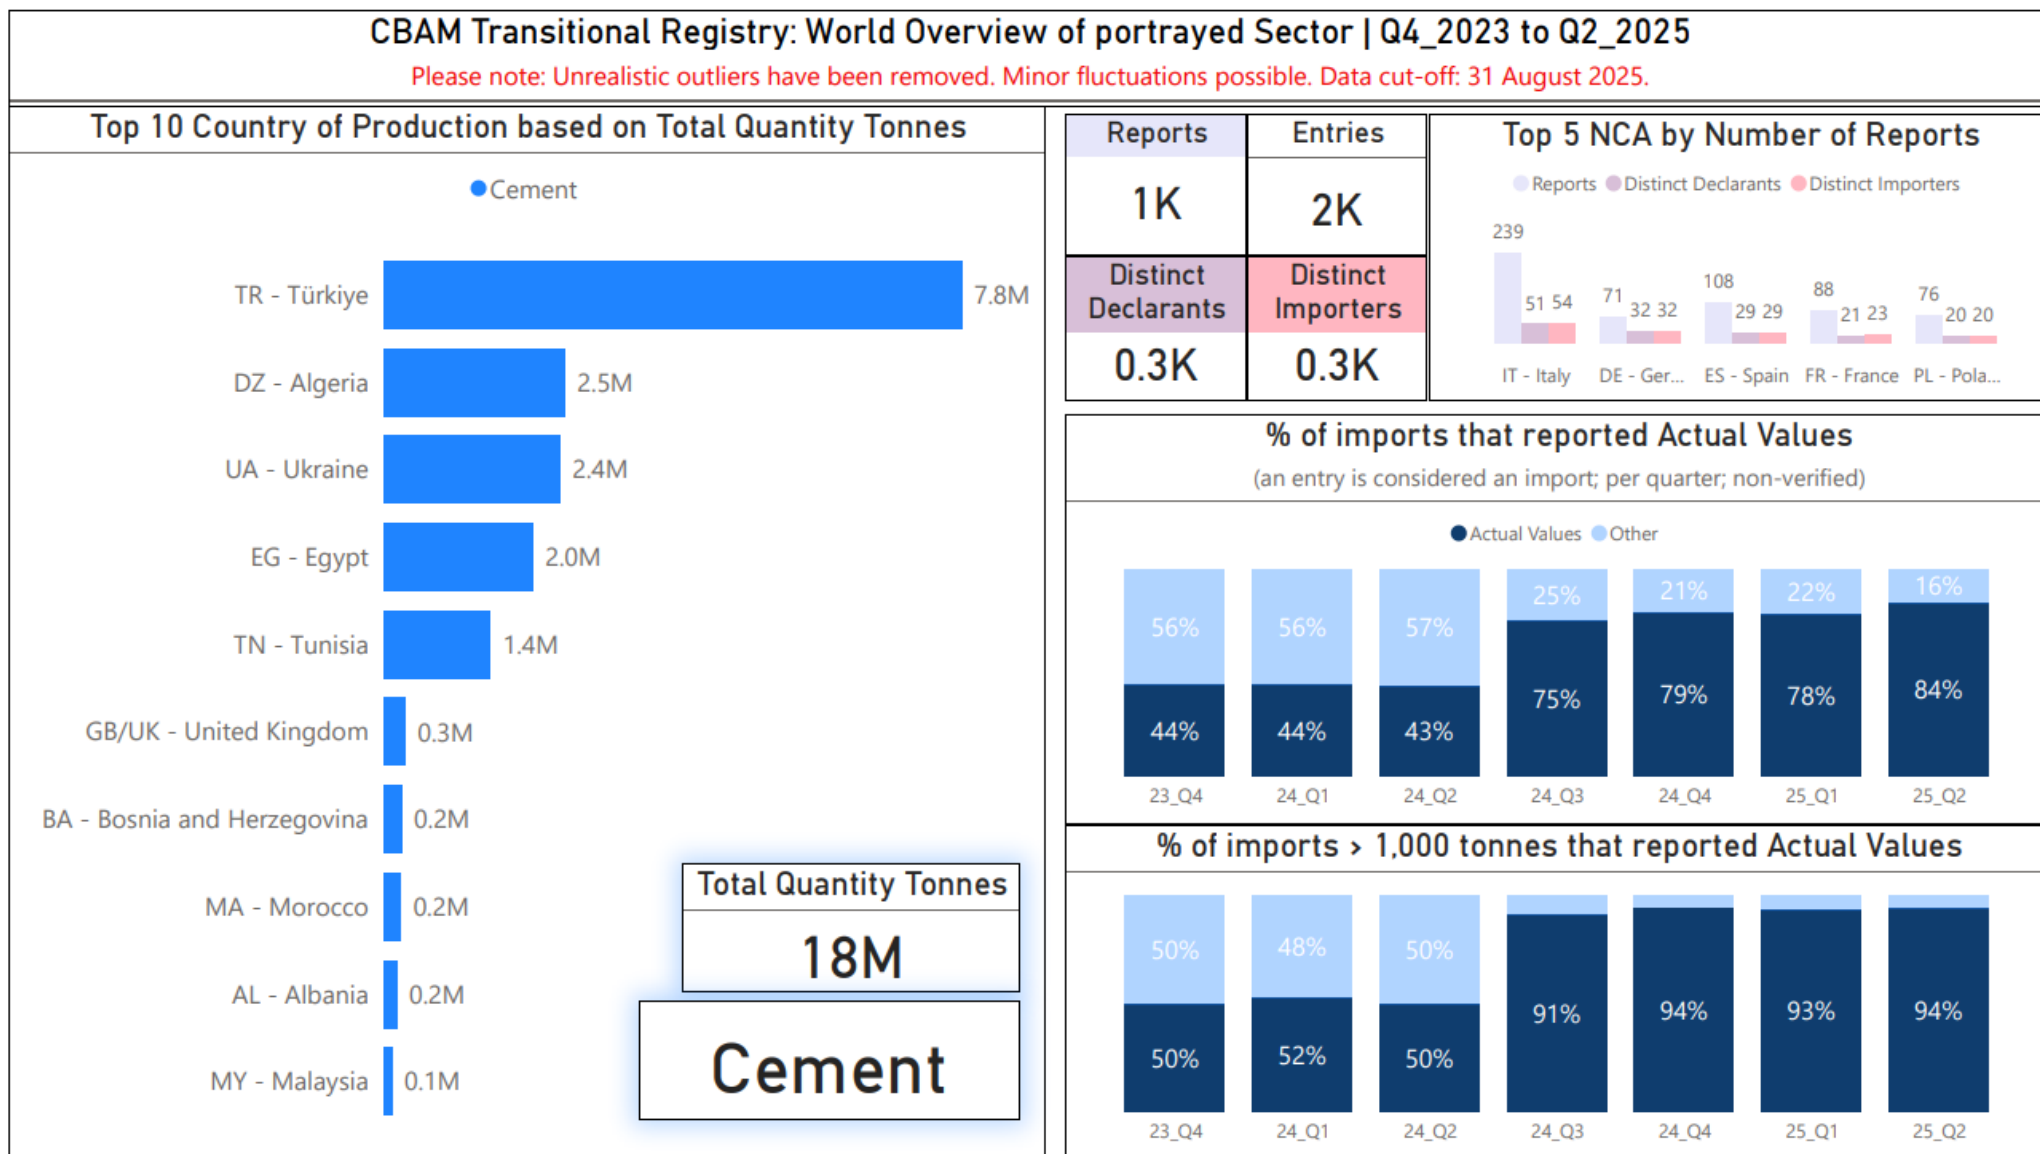 CBAM Transitional Registry: World Overview of portrayed Sector | Q4_2023 to Q2_2025
Please note: Unrealistic outliers have been removed. Minor fluctuations possible. Data cut-off: 31 August 2025.
Top 10 Country of Production based on Total Quantity Tonnes
Cement
TR - Türkiye 7.8M
DZ - Algeria 2.5M
UA - Ukraine 2.4M
EG - Egypt 2.0M
TN - Tunisia 1.4M
GB/UK - United Kingdom 0.3M
BA - Bosnia and Herzegovina 0.2M
MA - Morocco 0.2M
AL - Albania 0.2M
MY - Malaysia 0.1M
Total Quantity Tonnes
18M
Cement
Reports
1K
Entries
2K
Distinct
Declarants
0.3K
Distinct
Importers
0.3K
Top 5 NCA by Number of Reports
Reports Distinct Declarants Distinct Importers
239 51 54 71 32 32 108 29 29 88 21 23 76 20 20
IT - Italy DE - Ger... ES - Spain FR - France PL - Pola...
% of imports that reported Actual Values
(an entry is considered an import; per quarter; non-verified)
Actual Values Other
56% 56% 57% 25% 21% 22% 16%
44% 44% 43% 75% 79% 78% 84%
23_Q4 24_Q1 24_Q2 24_Q3 24_Q4 25_Q1 25_Q2
% of imports > 1,000 tonnes that reported Actual Values
50% 48% 50%
50% 52% 50% 91% 94% 93% 94%
23_Q4 24_Q1 24_Q2 24_Q3 24_Q4 25_Q1 25_Q2